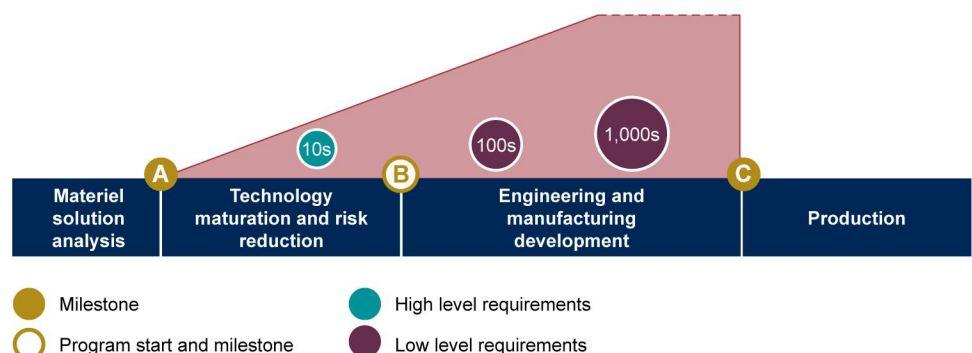 10s
100s
1,000s
A
B
C
Materiel
solution
analysis
Technology
maturation and risk
reduction
Engineering and
manufacturing
development
Production
Milestone
High level requirements
Program start and milestone
Low level requirements